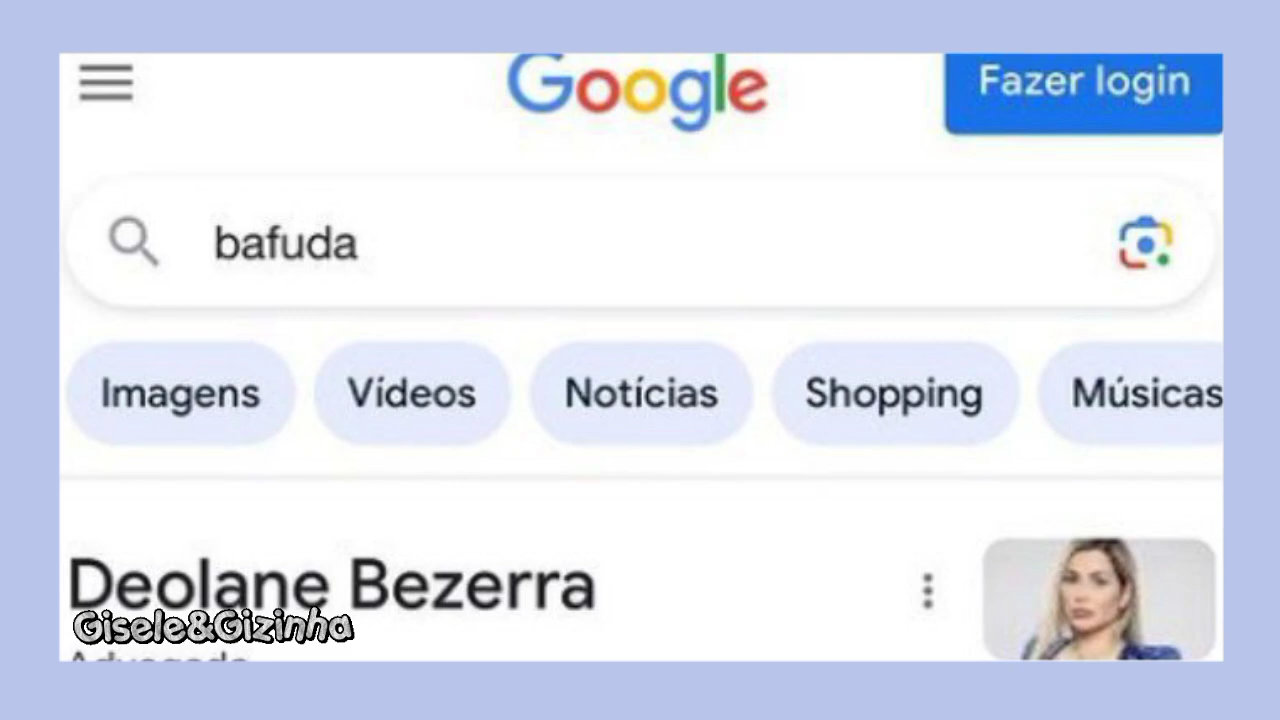 Google
Fazer login
bafuda
Imagens
Vídeos
Notícias
Shopping
Músicas
Deolane Bezerra
Gisele&Gizinha